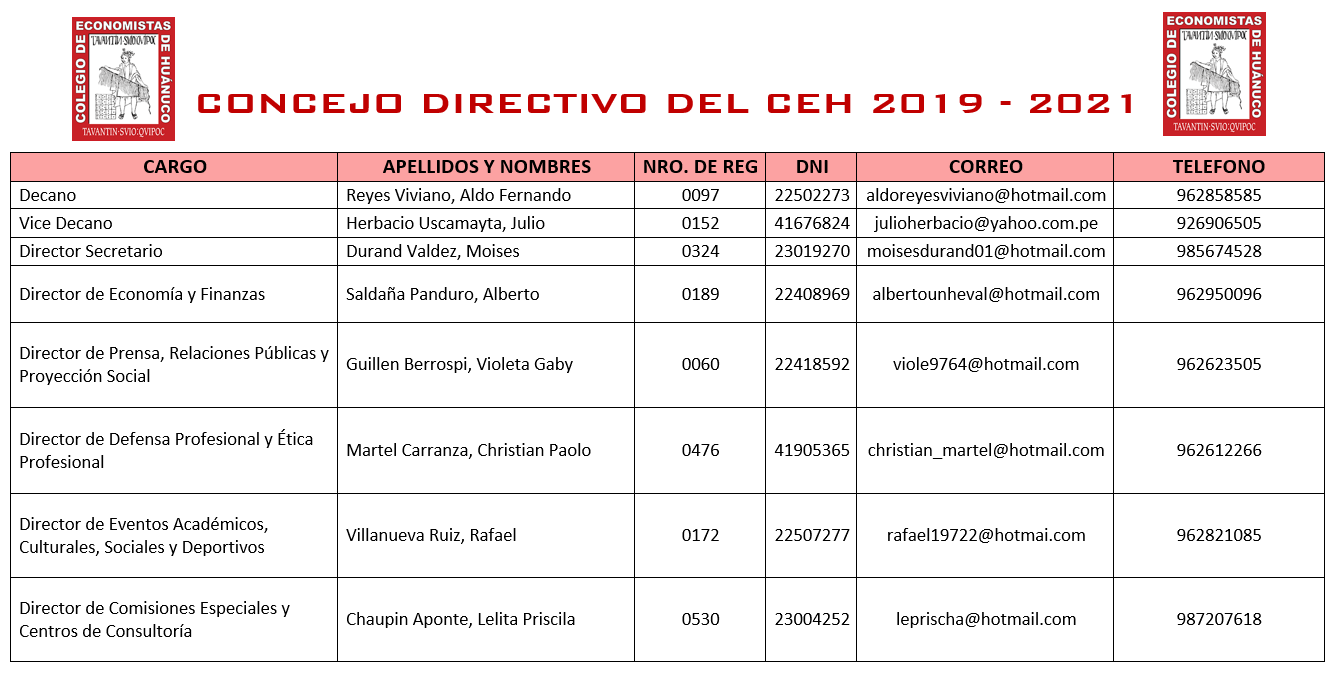 COLEGIO DE ECONOMISTAS DE HUÁNUCO
TAVANTIN SVIO QVIPOC
TAVANTIN-SVIO:QVIPOC
COLEGIO DE ECONOMISTAS DE HUÁNUCO
TAVANTIN SVIO QVIPOC
TAVANTIN-SVIO:QVIPOC
CONCEJO DIRECTIVO DEL CEH 2019 - 2021
CARGO APELLIDOS Y NOMBRES NRO. DE REG DNI CORREO TELEFONO
Decano Reyes Viviano, Aldo Fernando 0097 22502273 aldoreyesviviano@hotmail.com 962858585
Vice Decano Herbacio Uscamayta, Julio 0152 41676824 julioherbacio@yahoo.com.pe 926906505
Director Secretario Durand Valdez, Moises 0324 23019270 moisesdurand01@hotmail.com 985674528
Director de Economía y Finanzas Saldaña Panduro, Alberto 0189 22408969 albertounheval@hotmail.com 962950096
Director de Prensa, Relaciones Públicas y
Proyección Social Guillen Berrospi, Violeta Gaby 0060 22418592 viole9764@hotmail.com 962623505
Director de Defensa Profesional y Ética
Profesional Martel Carranza, Christian Paolo 0476 41905365 christian_martel@hotmail.com 962612266
Director de Eventos Académicos,
Culturales, Sociales y Deportivos Villanueva Ruiz, Rafael 0172 22507277 rafael19722@hotmai.com 962821085
Director de Comisiones Especiales y
Centros de Consultoría Chaupin Aponte, Lelita Priscila 0530 23004252 leprischa@hotmail.com 987207618